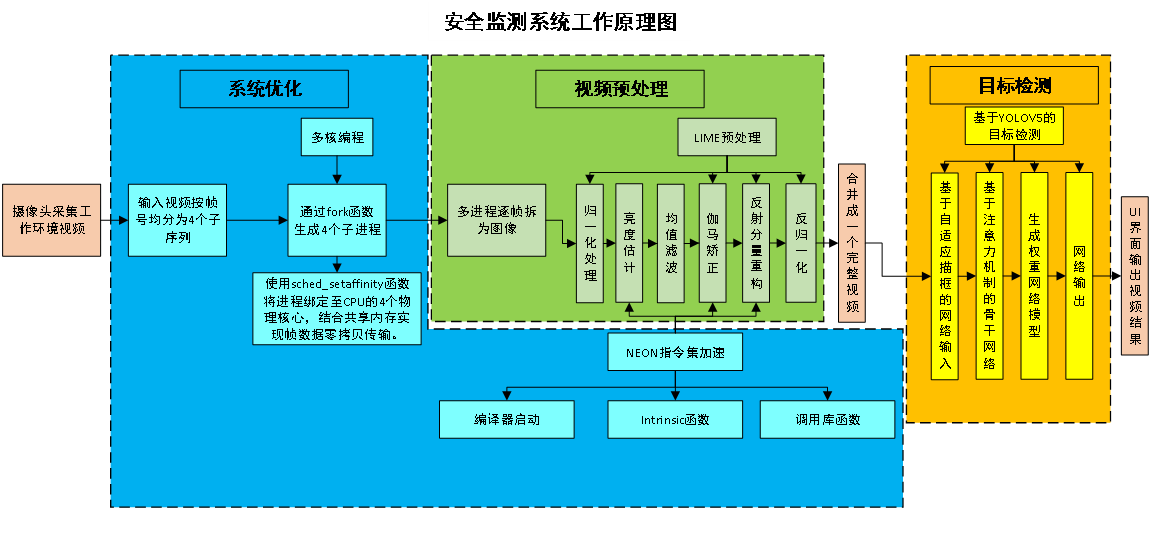 安全监测系统工作原理图
系统优化
视频预处理
目标检测
多核编程
LIME预处理
基于YOLOV5的
目标检测
摄像头采集工
作环境视频
输入视频按帧
号均分为4个子
序列
通过fork函数
生成4个子进程
使用sched_setaffinity函数
将进程绑定至CPU的4个物
理核心，结合共享内存实
现帧数据零拷贝传输。
多进程逐帧拆
为图像
归一化处理
亮度估计
均值滤波
伽马矫正
反射分量重构
反归一化
合并成一个完整视频
基于自适应描框的网络输入
基于注意力机制的骨干网络
生成权重网络模型
网络输出
UI界面输出视频结果
NEON指令集加速
编译器启动
Intrinsic函数
调用库函数